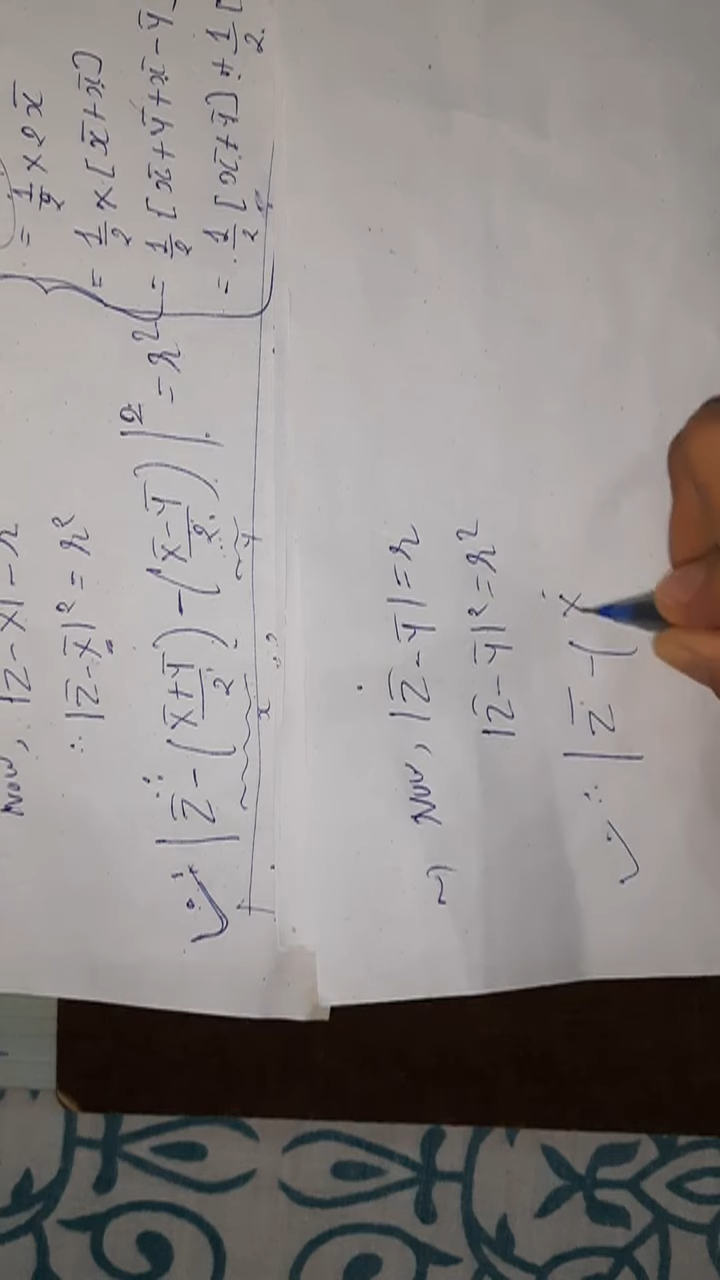 Now, |z̄-x̄|=r
∴ |z̄-x̄|²=r²
∴ |z̄-(x̄+ȳ/2)-(x̄-ȳ/2)|²=r²
x y
= 1/2 × 2x̄
= 1/2 × [x̄+x̄]
= 1/2 [x̄+ȳ+x̄-ȳ]
= 1/2 [x̄+ȳ]+1/2 [
→ Now, |z̄-ȳ|=r
|z̄-ȳ|²=r²
∴ |z̄-(x̄